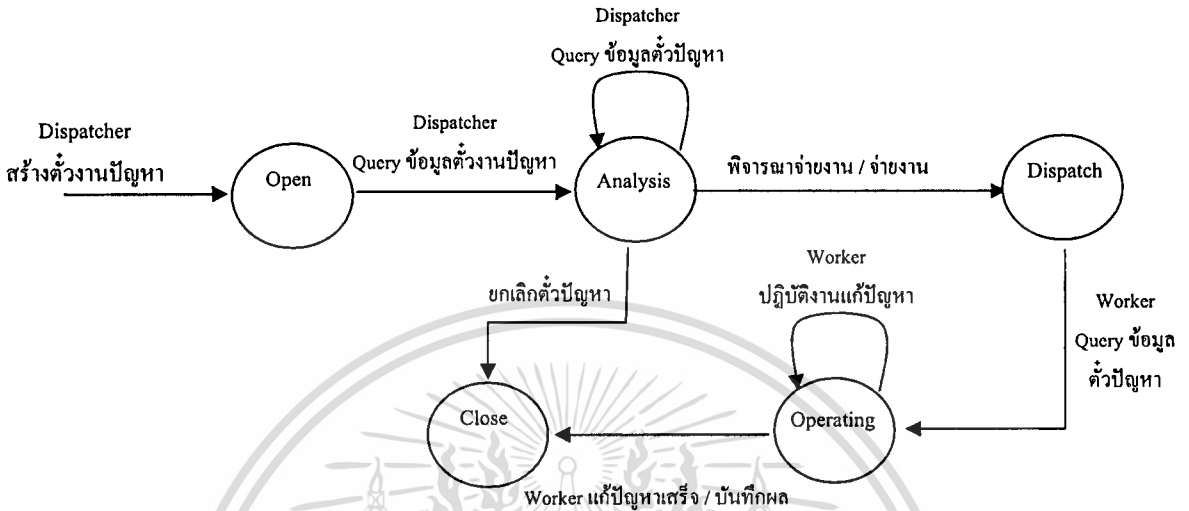 Dispatcher
Query ข้อมูลตั๋วปัญหา
Dispatcher
สร้างตั๋วงานปัญหา
Open
Dispatcher
Query ข้อมูลตั๋วงานปัญหา
Analysis
พิจารณาจ่ายงาน / จ่ายงาน
Dispatch
ยกเลิกตั๋วปัญหา
Worker
ปฏิบัติงานแก้ปัญหา
Worker
Query ข้อมูล
ตั๋วปัญหา
Close
Operating
Worker แก้ปัญหาเสร็จ / บันทึกผล